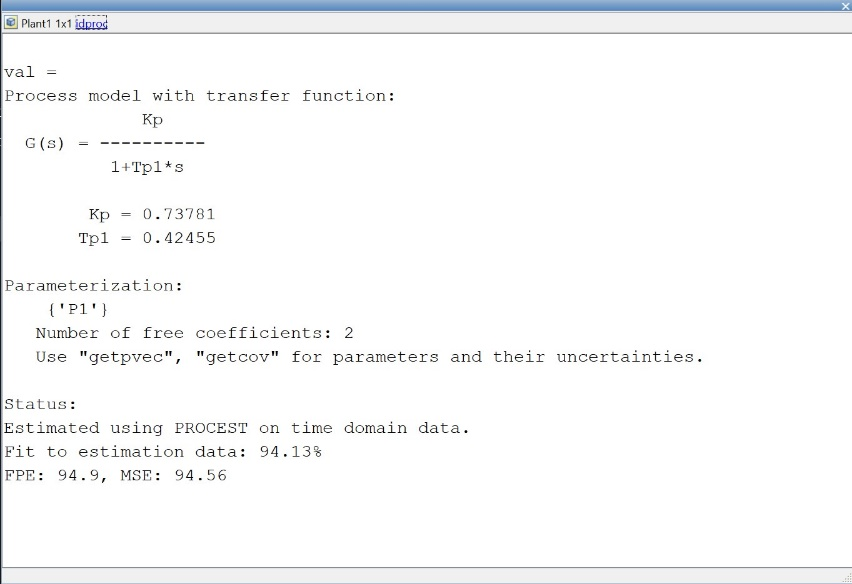 Plant1 1x1 idproc
val =
Process model with transfer function:
Kp
G(s) = ----------
1+Tp1*s
Kp = 0.73781
Tp1 = 0.42455
Parameterization:
{'P1'}
Number of free coefficients: 2
Use "getpvec", "getcov" for parameters and their uncertainties.
Status:
Estimated using PROCEST on time domain data.
Fit to estimation data: 94.13%
FPE: 94.9, MSE: 94.56